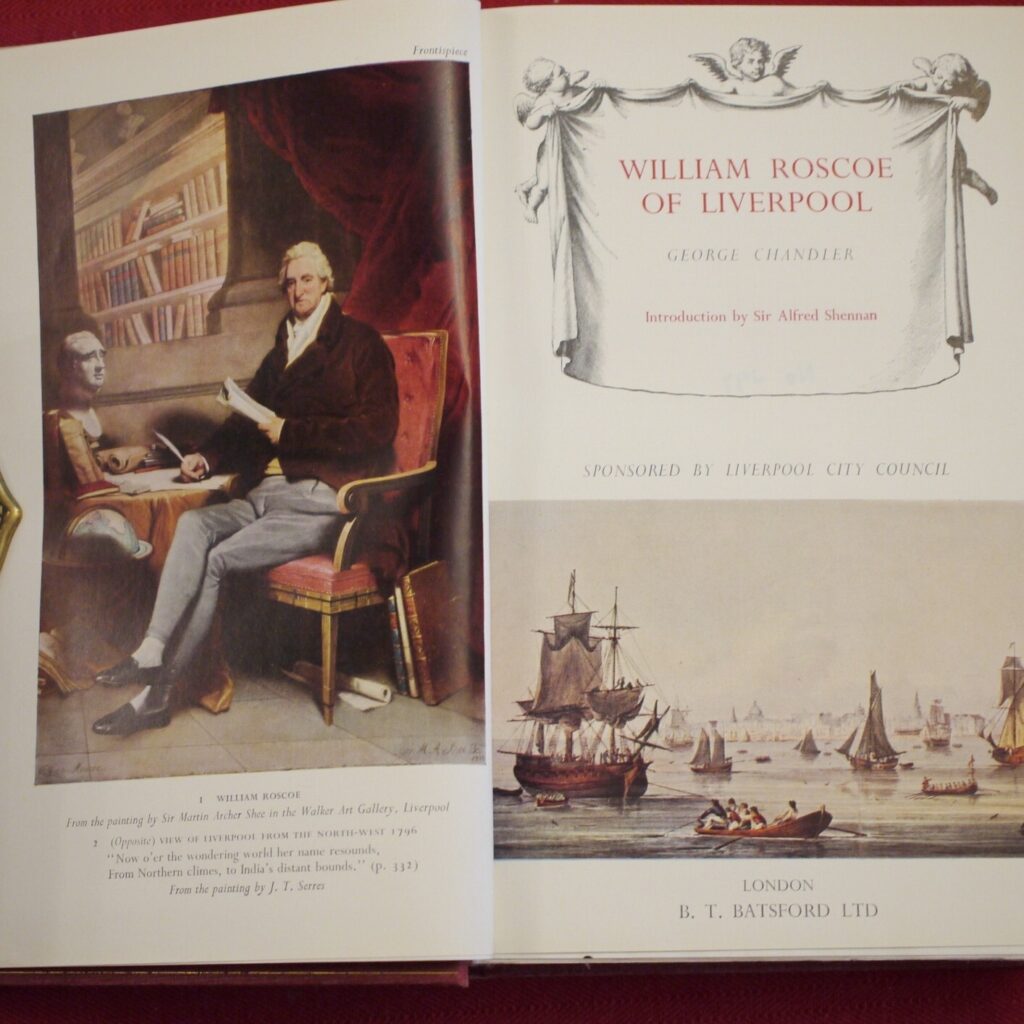 Frontispiece
1 WILLIAM ROSCOE
From the painting by Sir Martin Archer Shee in the Walker Art Gallery, Liverpool
2 (Opposite) VIEW OF LIVERPOOL FROM THE NORTH-WEST 1796
"Now o'er the wondering world her name resounds,
From Northern climes, to India's distant bounds." (p. 332)
From the painting by J. T. Serres
WILLIAM ROSCOE
OF LIVERPOOL
GEORGE CHANDLER
Introduction by Sir Alfred Shennan
SPONSORED BY LIVERPOOL CITY COUNCIL
LONDON
B. T. BATSFORD LTD